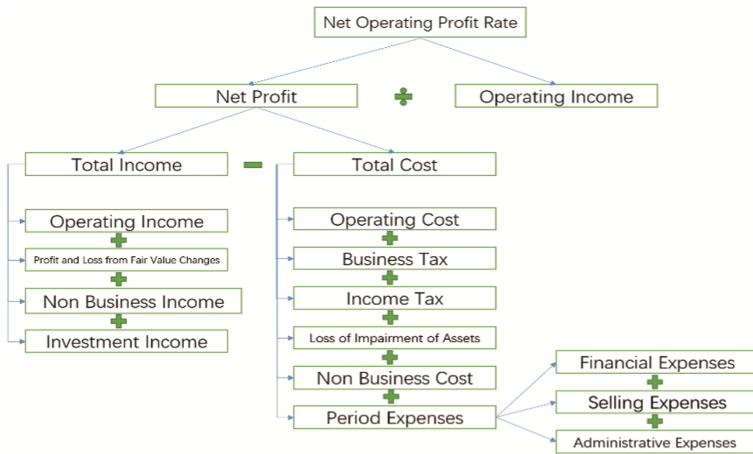 Net Operating Profit Rate
Net Profit ÷ Operating Income
Total Income − Total Cost
Operating Income
+
Profit and Loss from Fair Value Changes
+
Non Business Income
+
Investment Income
Operating Cost
+
Business Tax
+
Income Tax
+
Loss of Impairment of Assets
+
Non Business Cost
+
Period Expenses
Financial Expenses
+
Selling Expenses
+
Administrative Expenses